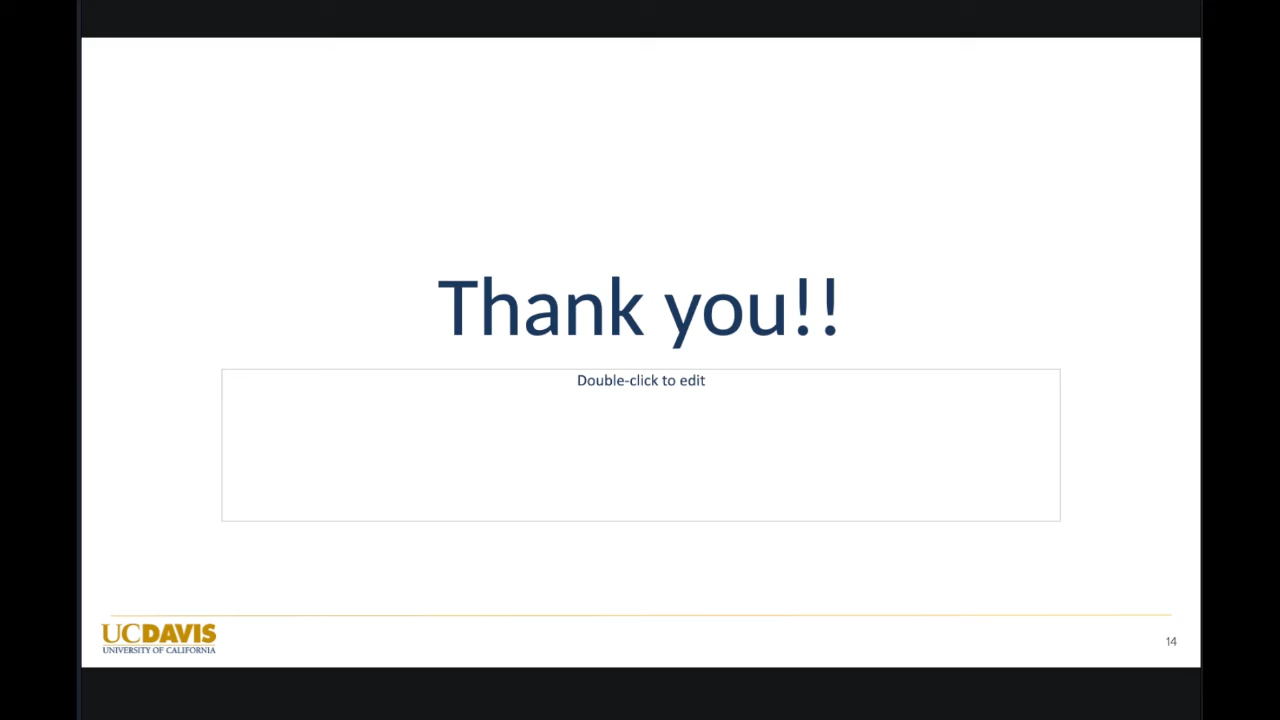 Thank you!!
Double-click to edit
UCDAVIS
UNIVERSITY OF CALIFORNIA
14